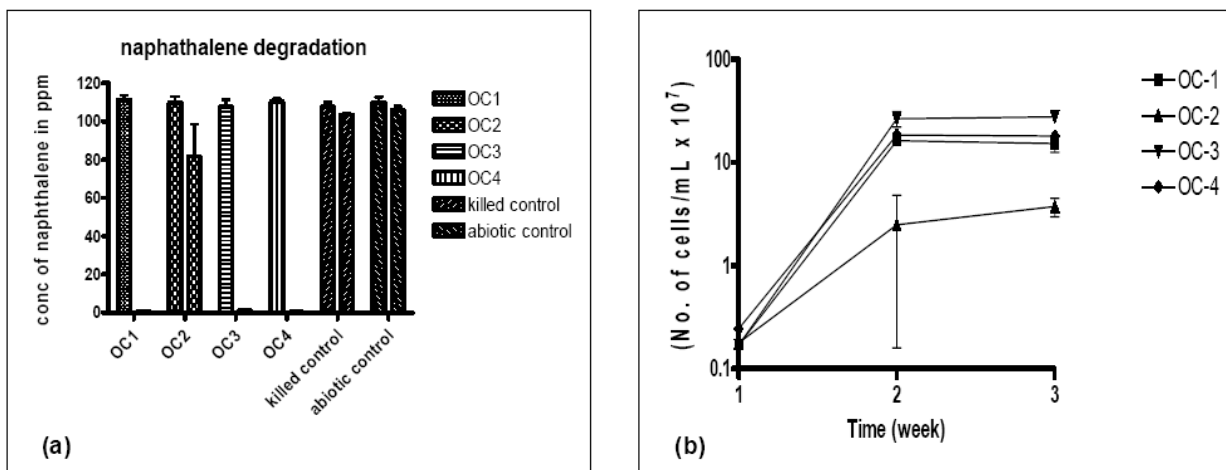 naphathalene degradation
conc of naphthalene in ppm
120
100
80
60
40
20
0
OC1
OC2
OC3
OC4
killed control
abiotic control
OC1
OC2
OC3
OC4
killed control
abiotic control
(a)
(No. of cells/mL x 10⁷)
100
10
1
0.1
1
2
3
Time (week)
OC-1
OC-2
OC-3
OC-4
(b)